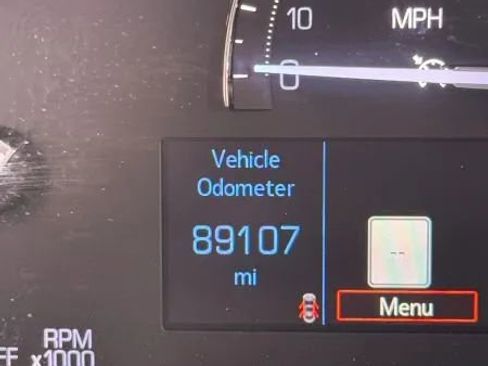 10 MPH
0
Vehicle
Odometer
89107
mi
--
Menu
RPM
x1000